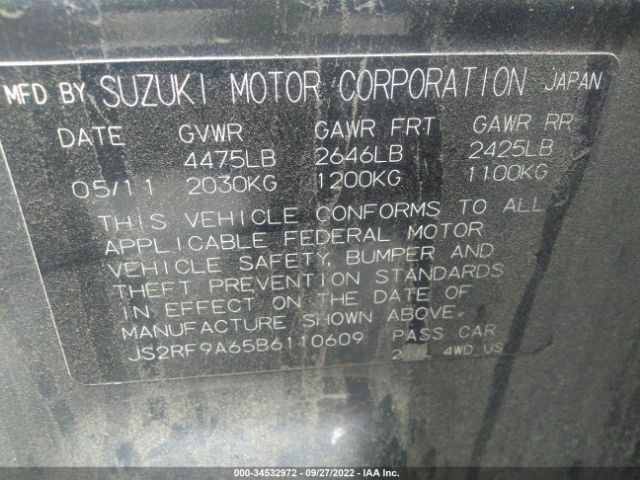 MFD BY SUZUKI MOTOR CORPORATION JAPAN
DATE GVWR GAWR FRT GAWR RR
4475LB 2646LB 2425LB
05/11 2030KG 1200KG 1100KG
THIS VEHICLE CONFORMS TO ALL
APPLICABLE FEDERAL MOTOR
VEHICLE SAFETY, BUMPER AND
THEFT PREVENTION STANDARDS
IN EFFECT ON THE DATE OF
MANUFACTURE SHOWN ABOVE.
JS2RF9A65B6110609 PASS CAR
4WD US
000-34532972 - 09/27/2022 - IAA Inc.